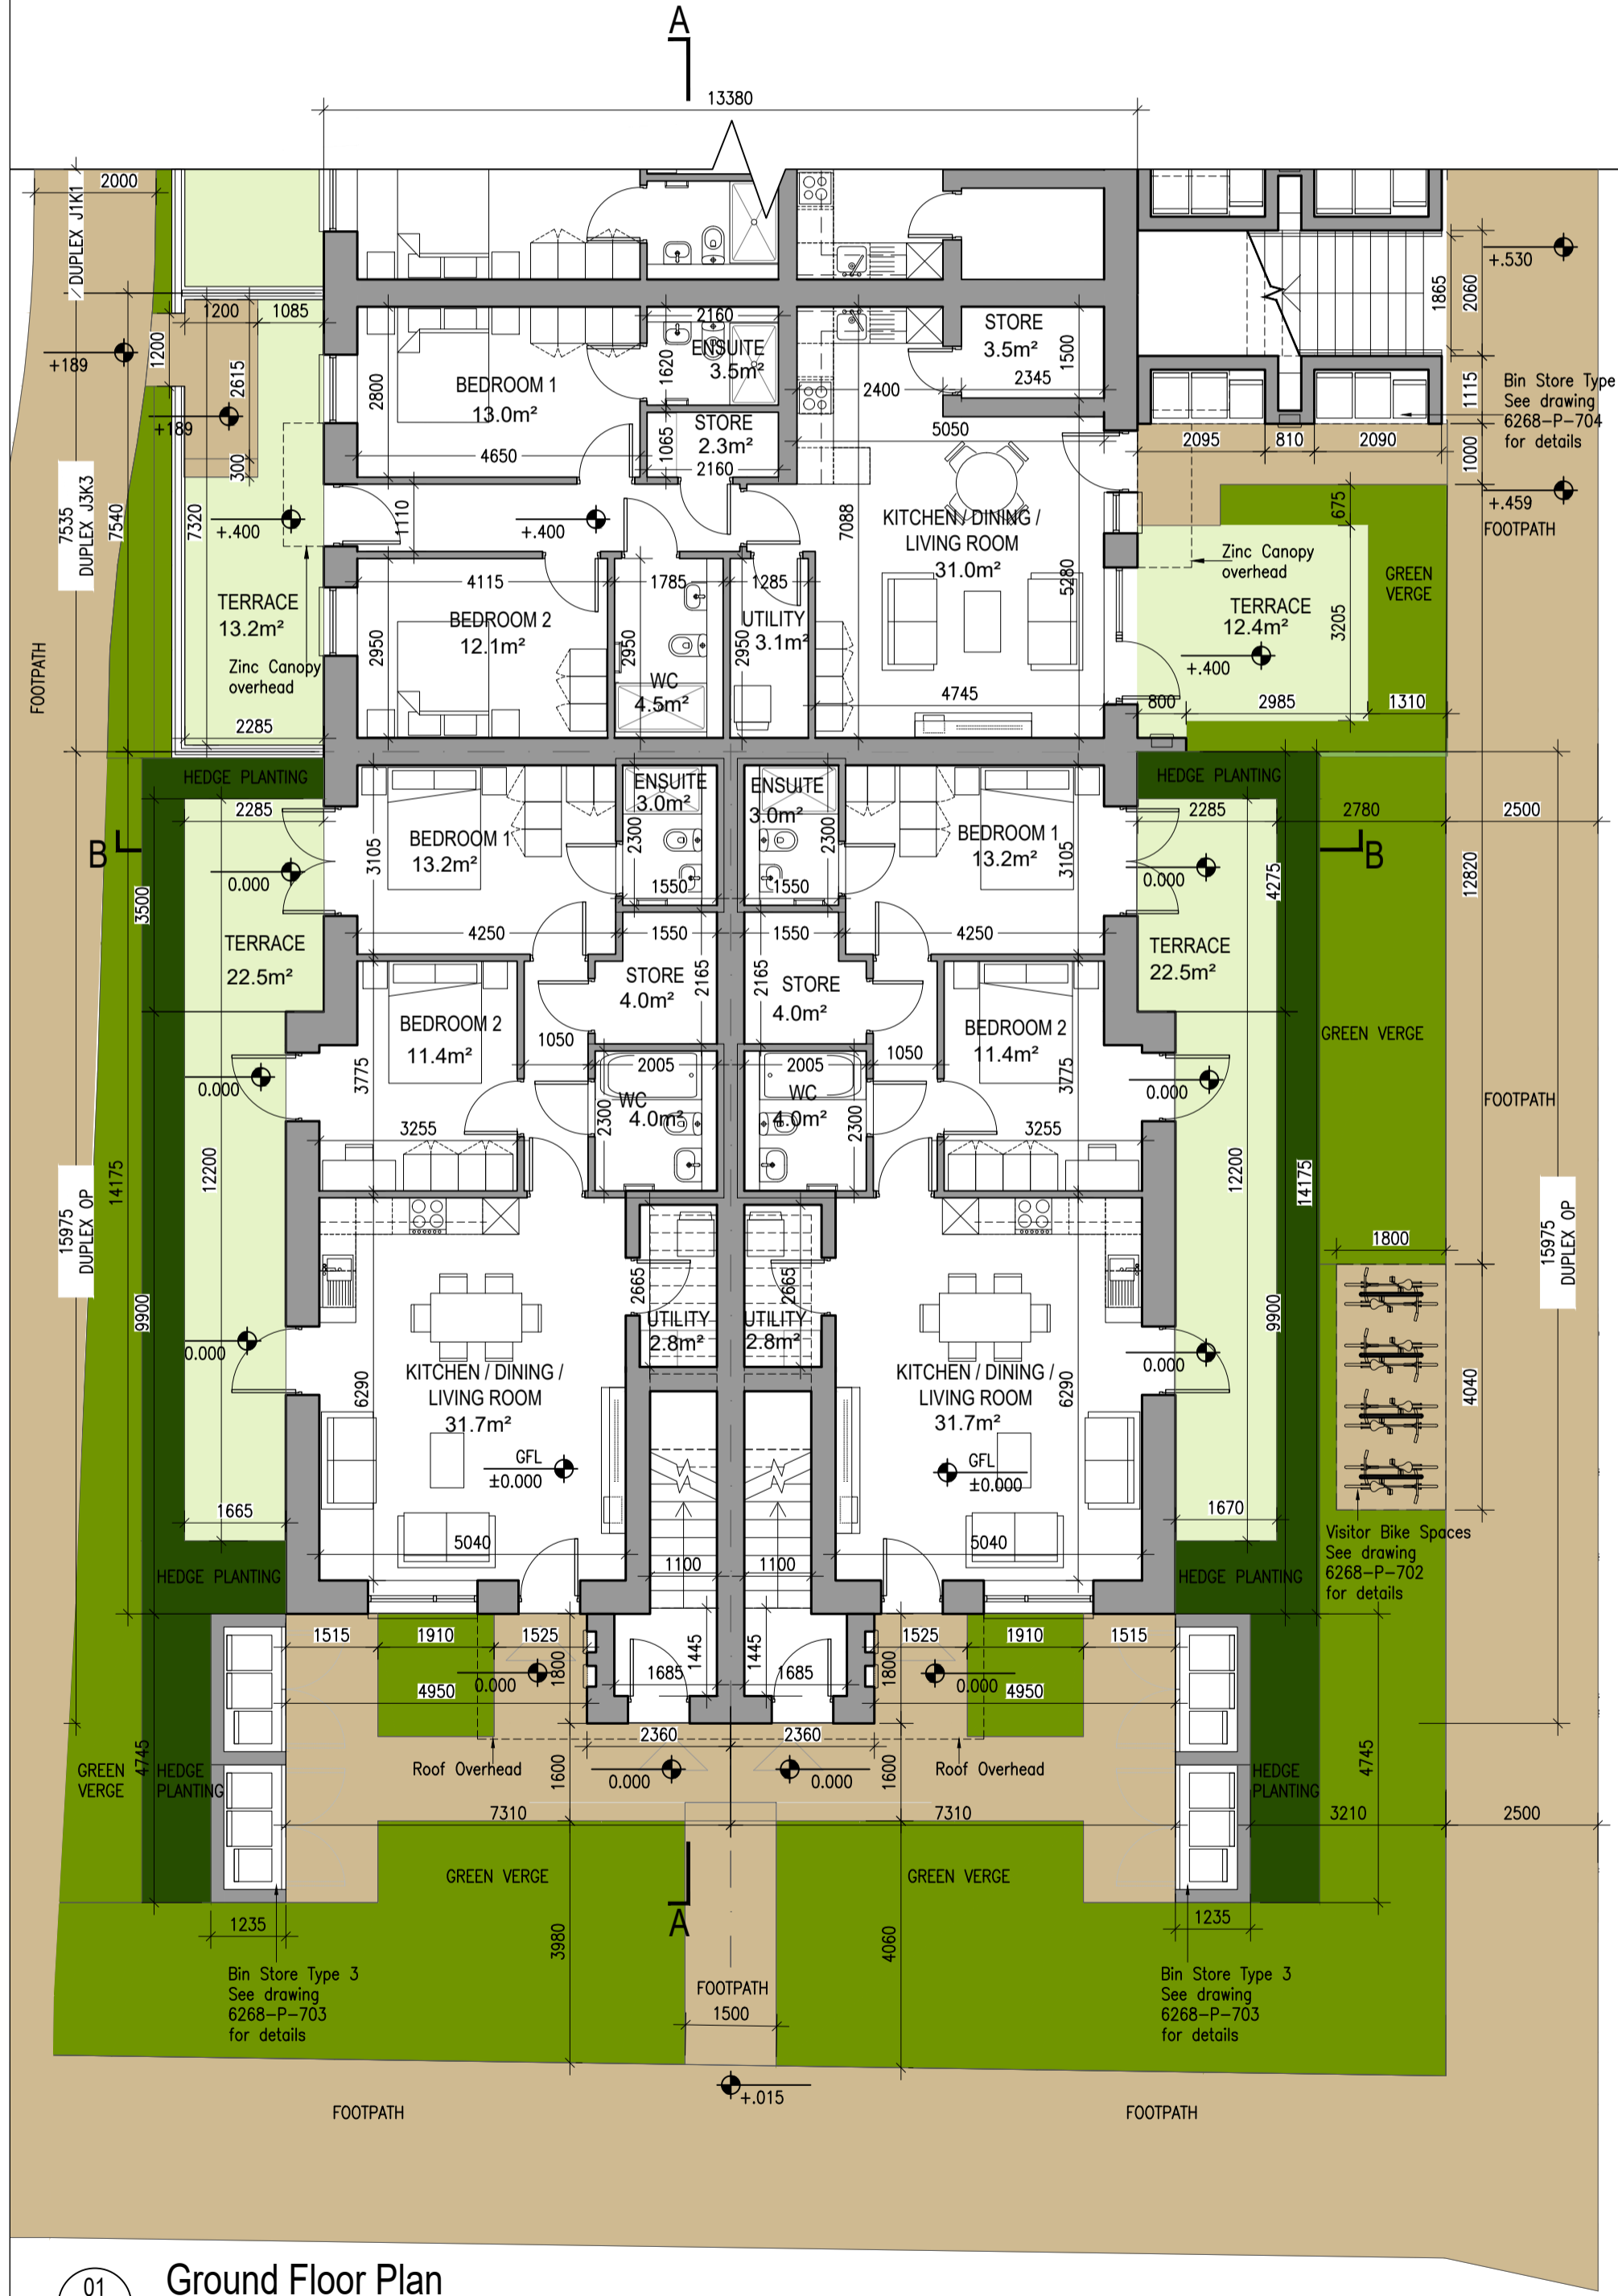 A
13380
2000
DUPLEX J1K1
+.530
1865
2060
1200
1085
1200
+189
2615
+189
300
2160
ENSUITE
3.5m²
1620
BEDROOM 1
13.0m²
2800
4650
STORE
2.3m²
1065
2160
STORE
3.5m²
1500
2400
2345
5050
Bin Store Type
See drawing
6268-P-704
for details
1115
2095
810
2090
1000
+.459
FOOTPATH
675
7535
DUPLEX J3K3
7540
7320
+.400
1110
+.400
7088
KITCHEN / DINING /
LIVING ROOM
31.0m²
5280
Zinc Canopy
overhead
GREEN
VERGE
TERRACE
12.4m²
3205
+.400
TERRACE
13.2m²
Zinc Canopy
overhead
2285
4115
1785
1285
BEDROOM 2
12.1m²
2950
2950
WC
4.5m²
UTILITY
3.1m²
2950
4745
800
2985
1310
FOOTPATH
HEDGE PLANTING
HEDGE PLANTING
2285
ENSUITE
3.0m²
ENSUITE
3.0m²
2285
2780
2500
B
BEDROOM 1
13.2m²
3105
2300
2300
BEDROOM 1
13.2m²
3105
B
0.000
0.000
1550
1550
4275
12820
3500
4250
1550
1550
4250
TERRACE
22.5m²
TERRACE
22.5m²
STORE
4.0m²
2165
2165
STORE
4.0m²
BEDROOM 2
11.4m²
BEDROOM 2
11.4m²
1050
1050
GREEN VERGE
3775
2005
2005
3775
0.000
0.000
WC
4.0m²
WC
4.0m²
2300
2300
FOOTPATH
3255
3255
12200
12200
14175
14175
15975
DUPLEX OP
15975
DUPLEX OP
1800
2665
2665
UTILITY
2.8m²
UTILITY
2.8m²
9900
9900
0.000
0.000
KITCHEN / DINING /
LIVING ROOM
31.7m²
KITCHEN / DINING /
LIVING ROOM
31.7m²
6290
6290
4040
GFL
±0.000
GFL
±0.000
1665
1670
Visitor Bike Spaces
See drawing
6268-P-702
for details
5040
1100
1100
5040
HEDGE PLANTING
HEDGE PLANTING
1515
1910
1525
1445
1445
1525
1910
1515
0.000
1800
1685
1685
1800
0.000
4950
4950
2360
2360
Roof Overhead
Roof Overhead
0.000
0.000
1600
1600
GREEN
VERGE
HEDGE
PLANTING
4745
HEDGE
PLANTING
4745
7310
7310
3210
2500
GREEN VERGE
GREEN VERGE
A
1235
1235
3980
4060
Bin Store Type 3
See drawing
6268-P-703
for details
FOOTPATH
1500
Bin Store Type 3
See drawing
6268-P-703
for details
+.015
FOOTPATH
FOOTPATH
01
Ground Floor Plan